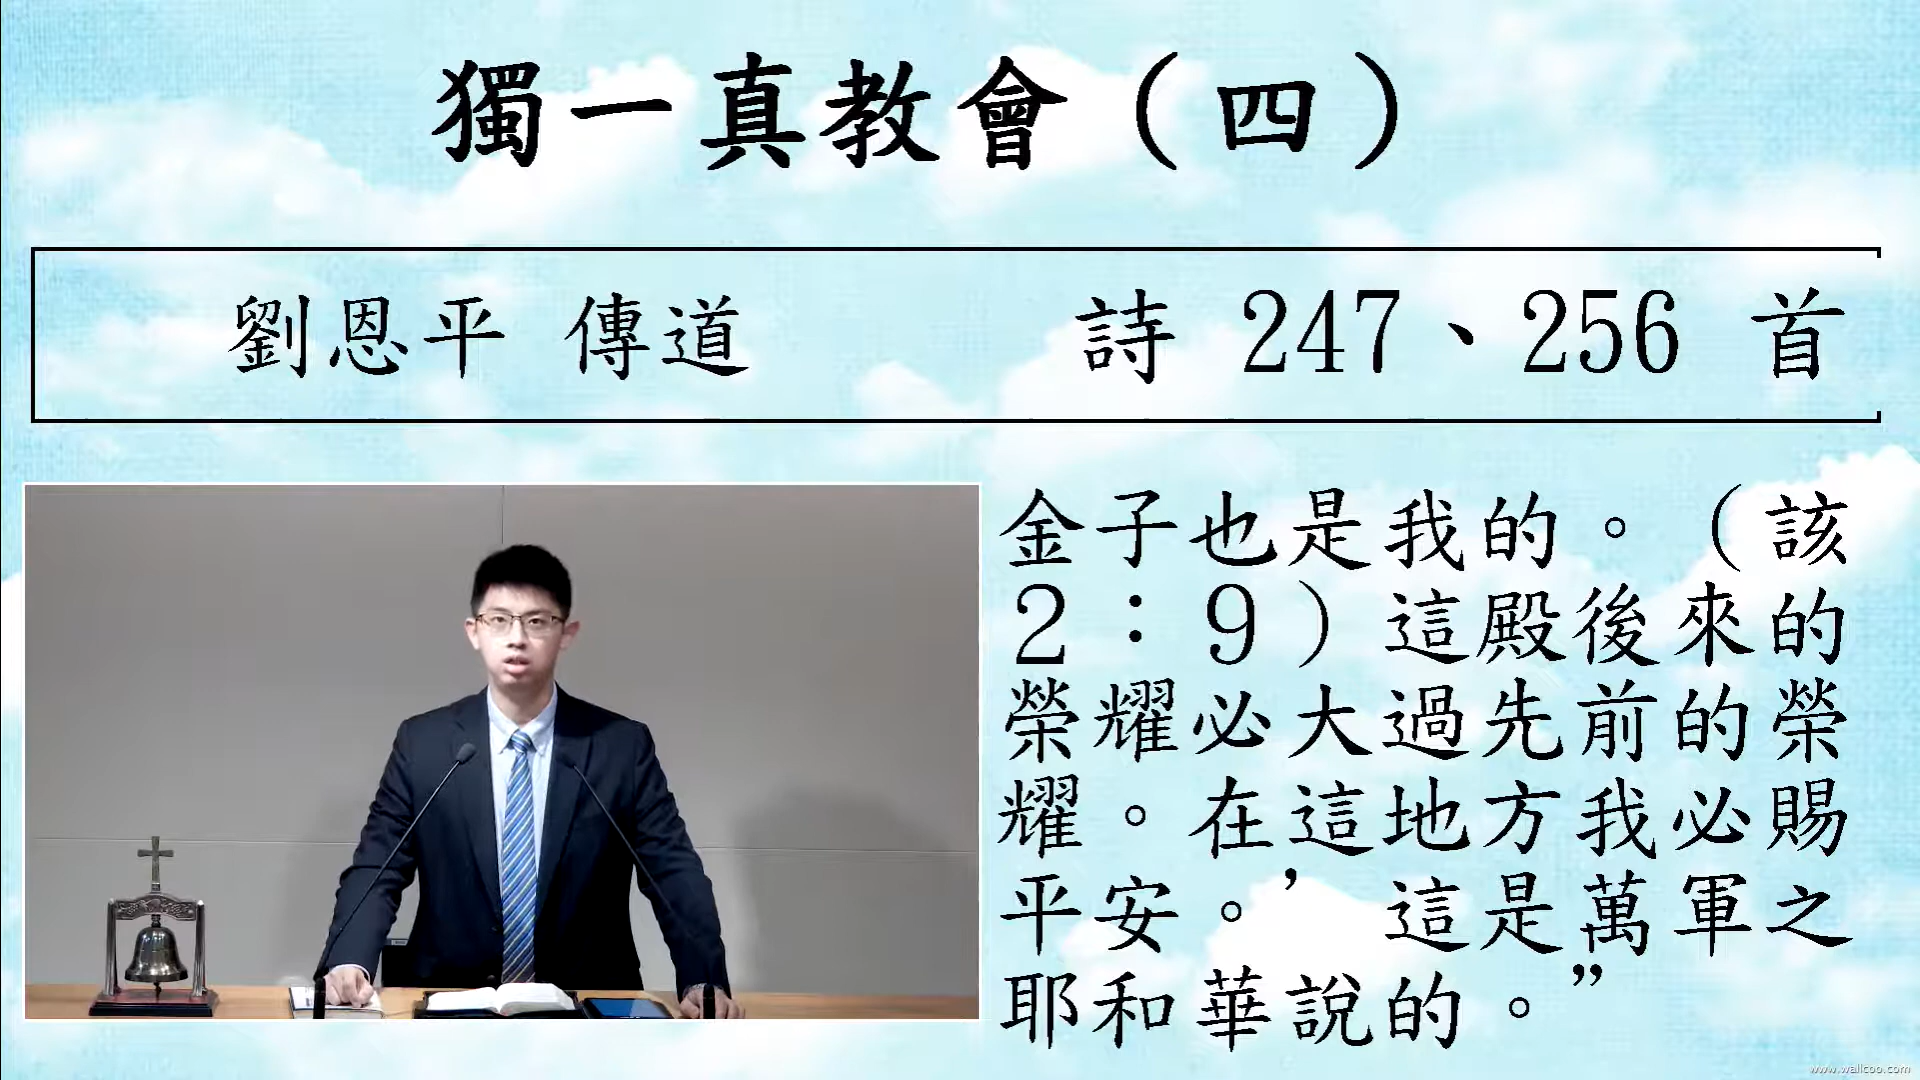 獨一真教會（四）
劉恩平 傳道 詩 247、256 首
金子也是我的。（該
2：9）這殿後來的
榮耀必大過先前的榮
耀。在這地方我必賜
平安。’這是萬軍之
耶和華說的。”
www.wallcoo.com